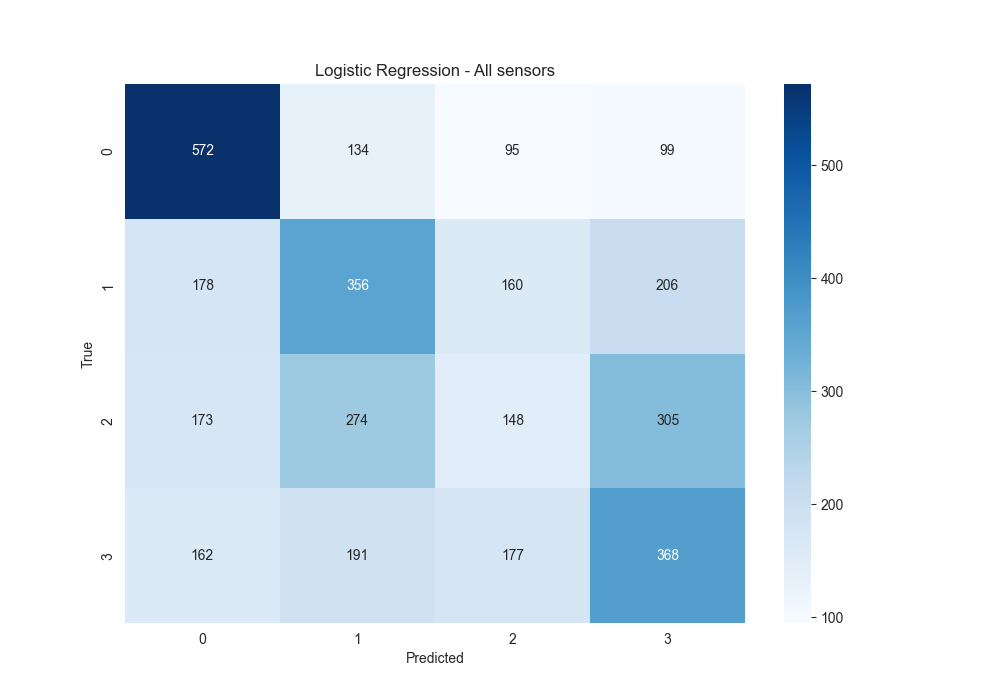 Logistic Regression - All sensors
0 572 134 95 99
1 178 356 160 206
2 173 274 148 305
3 162 191 177 368
0 1 2 3
True
Predicted
500
400
300
200
100